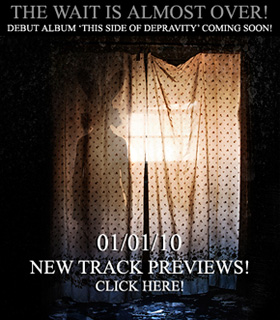 THE WAIT IS ALMOST OVER!
DEBUT ALBUM 'THIS SIDE OF DEPRAVITY' COMING SOON!
01/01/10
NEW TRACK PREVIEWS!
CLICK HERE!